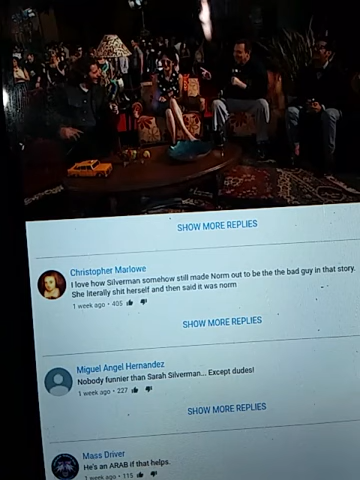 SHOW MORE REPLIES
Christopher Marlowe
I love how Silverman somehow still made Norm out to be the the bad guy in that story.
She literally shit herself and then said it was norm
1 week ago • 405
SHOW MORE REPLIES
Miguel Angel Hernandez
Nobody funnier than Sarah Silverman... Except dudes!
1 week ago • 227
SHOW MORE REPLIES
Mass Driver
He's an ARAB if that helps.
1 week ago • 115